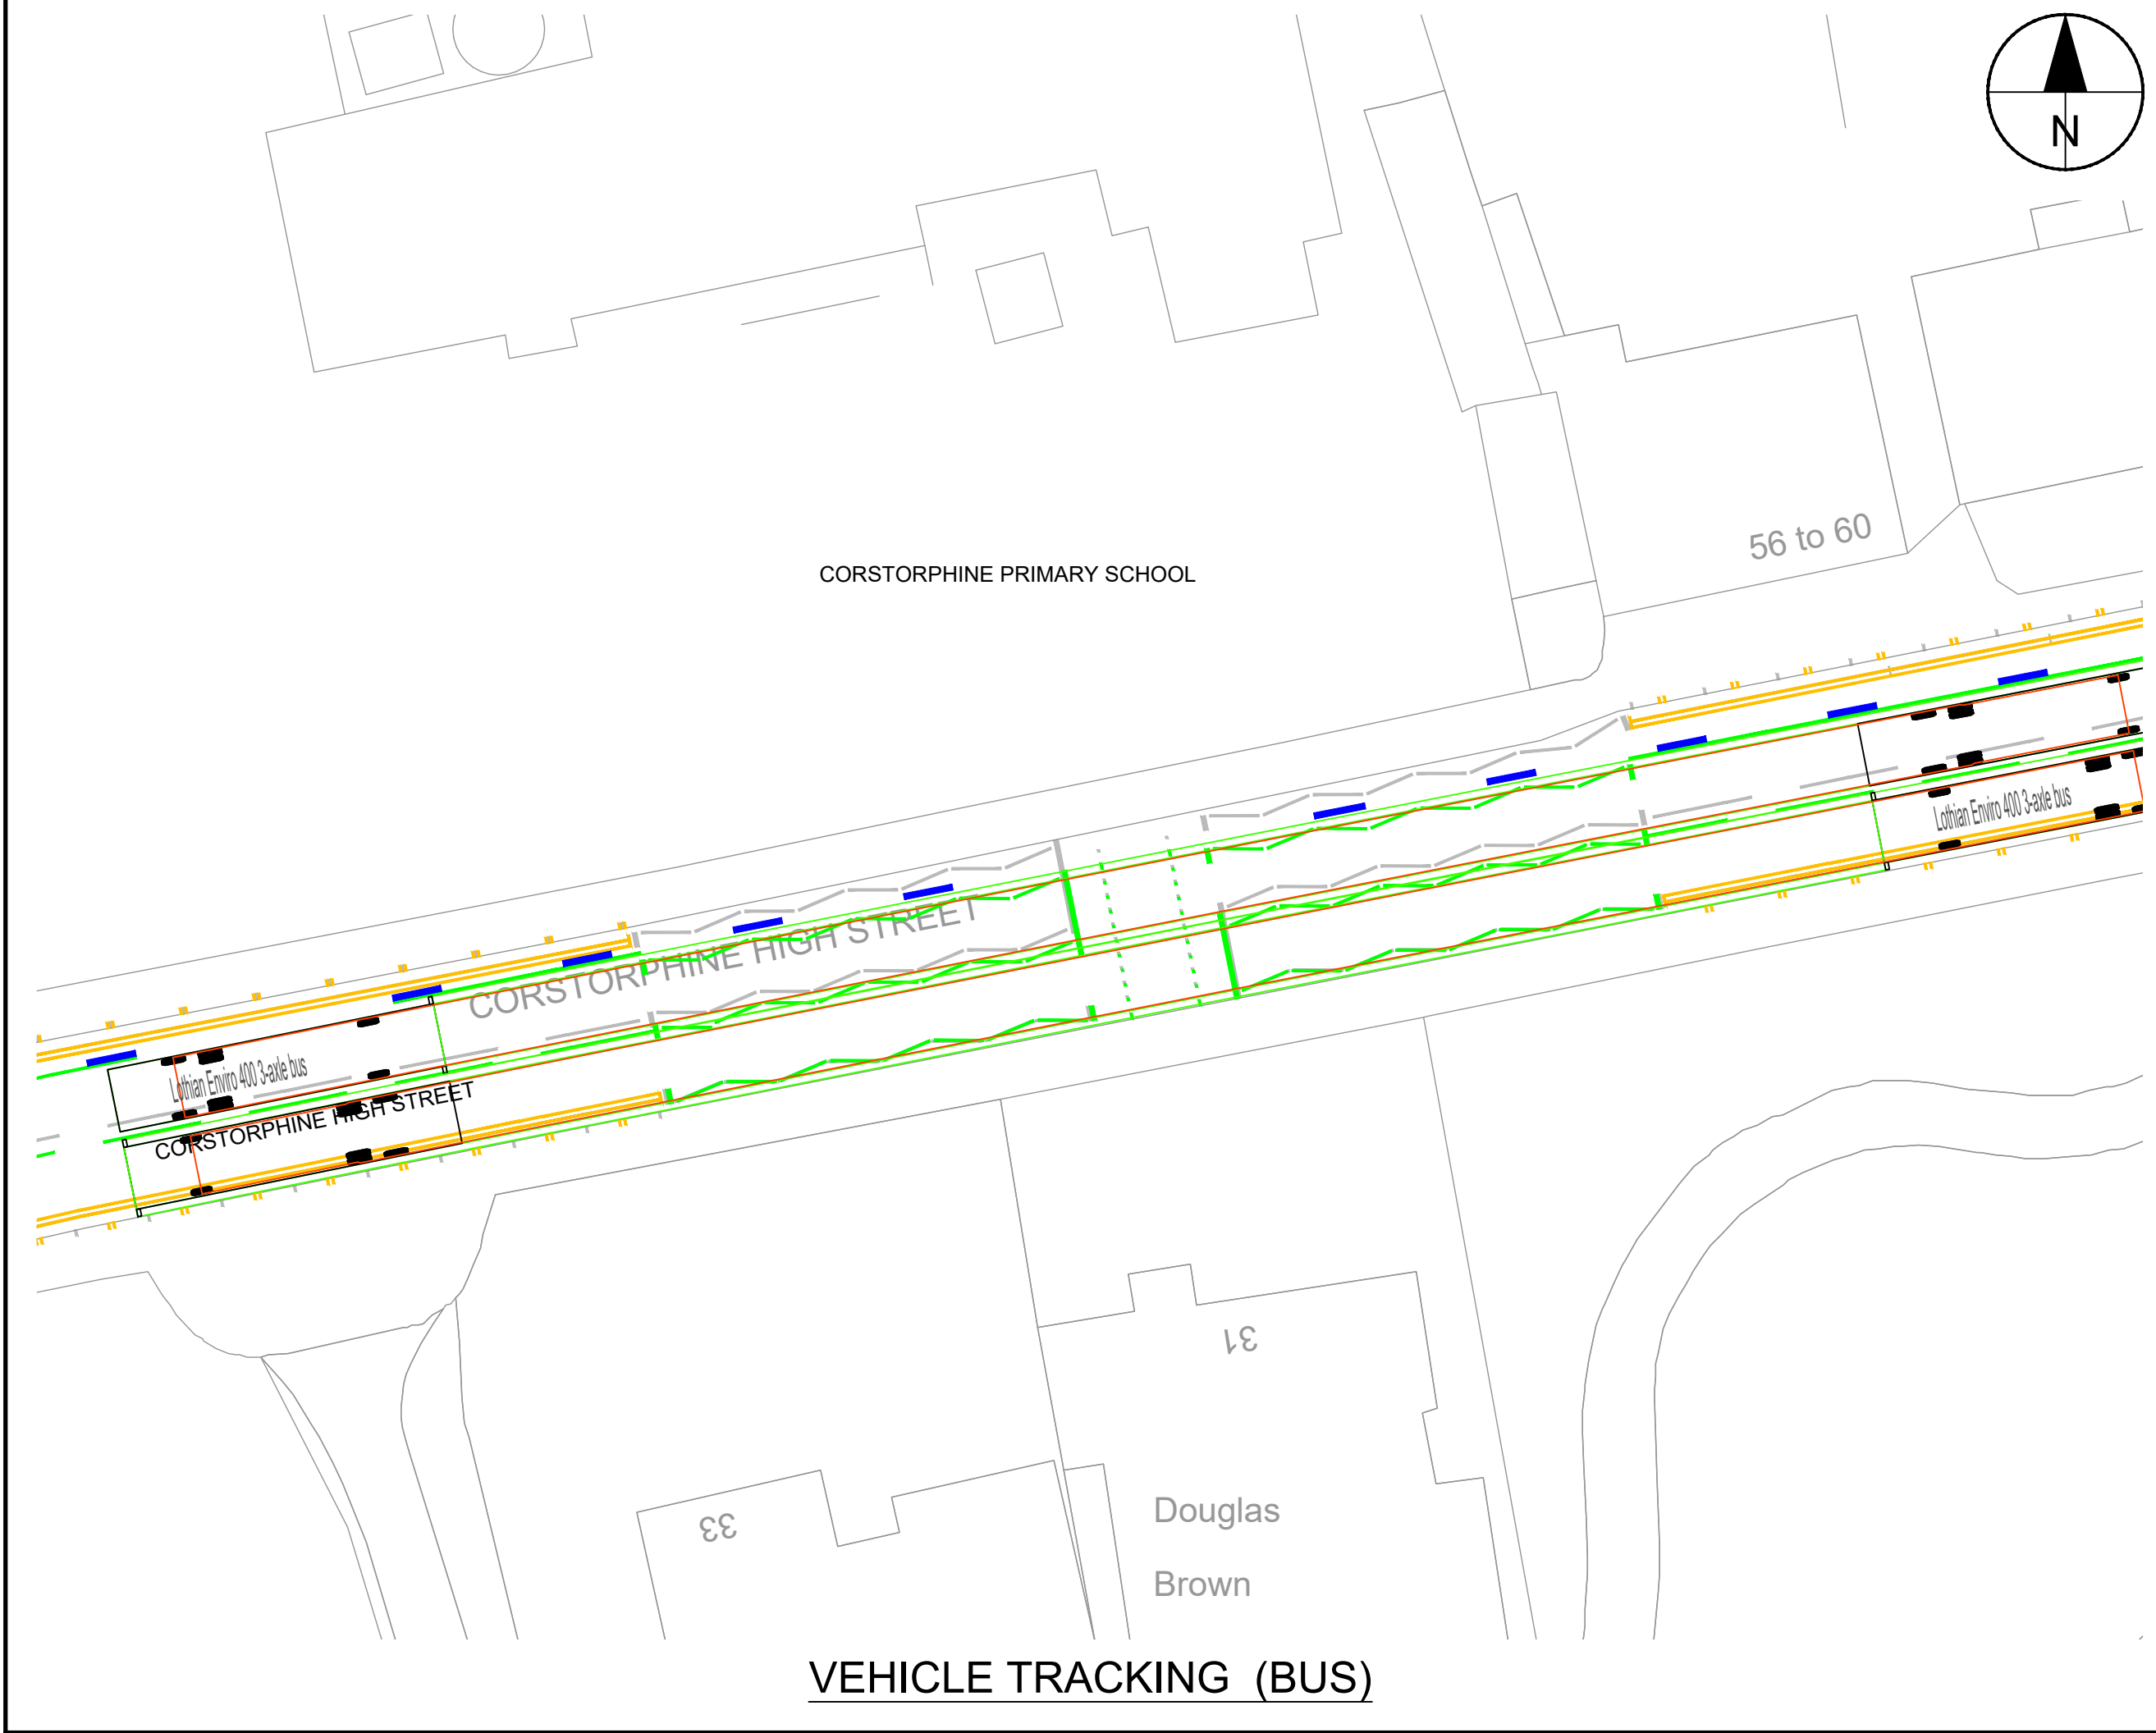 N
56 to 60
CORSTORPHINE PRIMARY SCHOOL
Lothian Enviro 400 3-axle bus
CORSTORPHINE HIGH STREET
Lothian Enviro 400 3-axle bus
CORSTORPHINE HIGH STREET
31
33
Douglas
Brown
VEHICLE TRACKING (BUS)